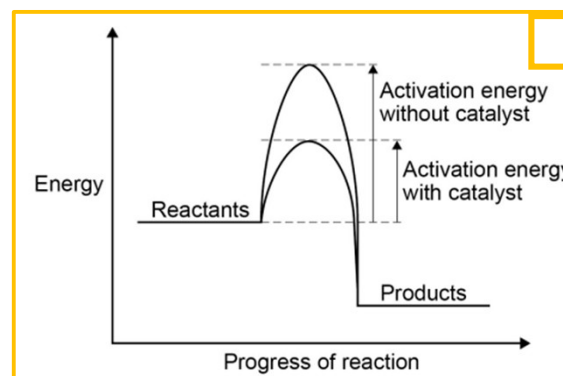 Activation energy
without catalyst
Activation energy
with catalyst
Energy
Reactants
Products
Progress of reaction